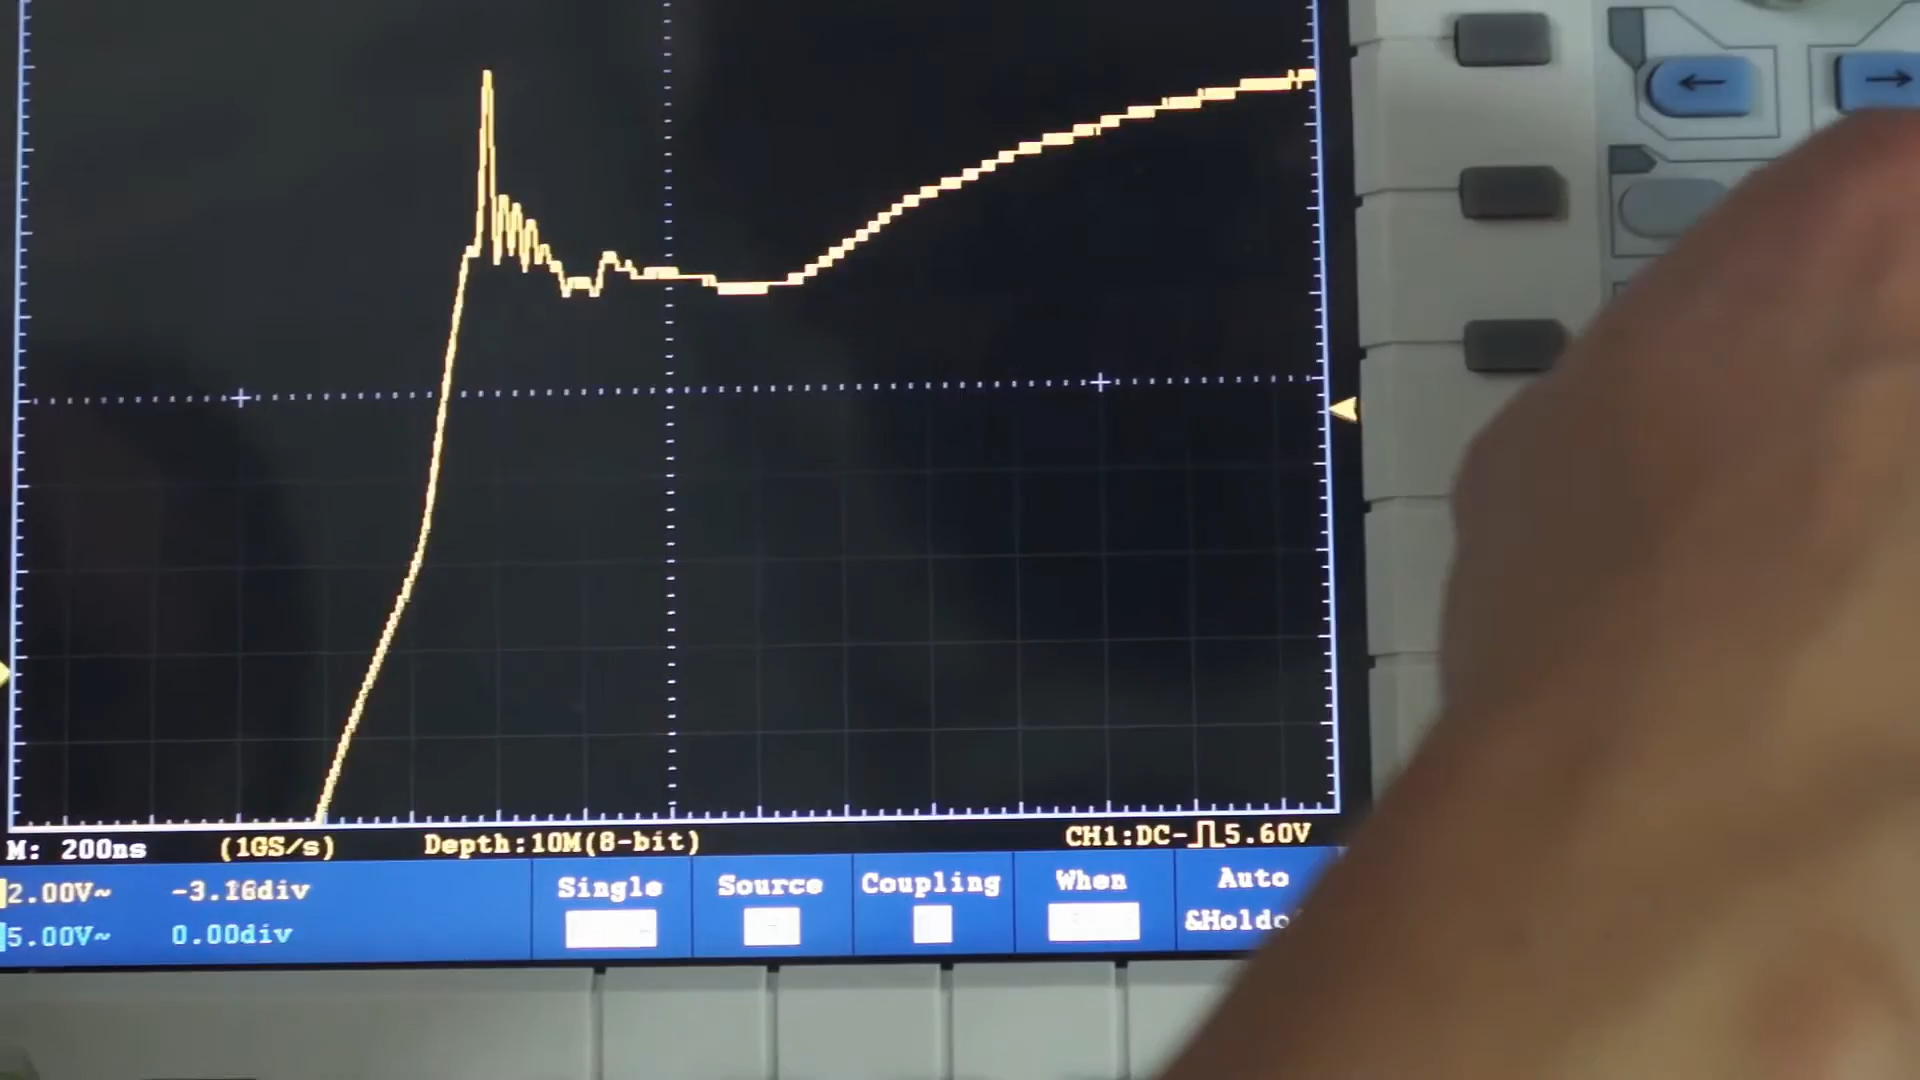 M: 200ns (1GS/s) Depth:10M(8-bit) CH1:DC- 5.60V
2.00V~ -3.16div
5.00V~ 0.00div
Single Source Coupling When Auto